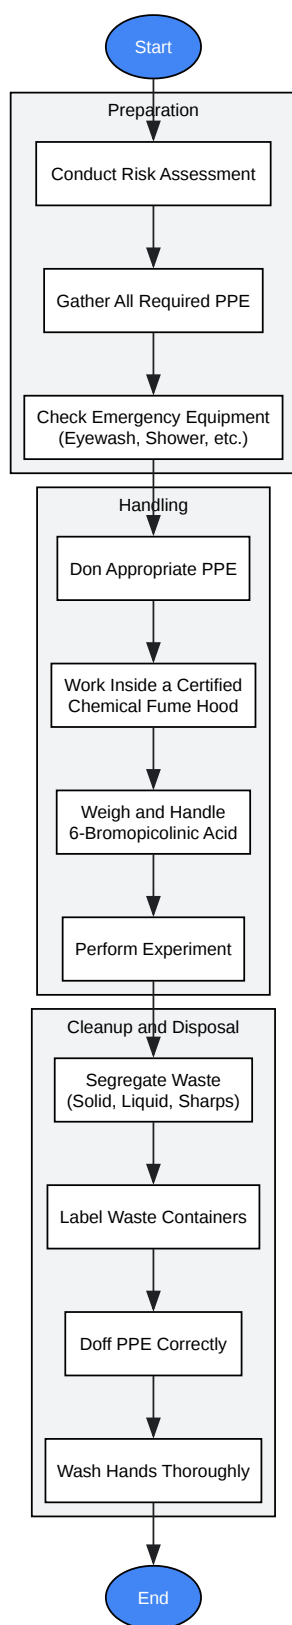 Start
Preparation
Conduct Risk Assessment
Gather All Required PPE
Check Emergency Equipment
(Eyewash, Shower, etc.)
Handling
Don Appropriate PPE
Work Inside a Certified
Chemical Fume Hood
Weigh and Handle
6-Bromopicolinic Acid
Perform Experiment
Cleanup and Disposal
Segregate Waste
(Solid, Liquid, Sharps)
Label Waste Containers
Doff PPE Correctly
Wash Hands Thoroughly
End